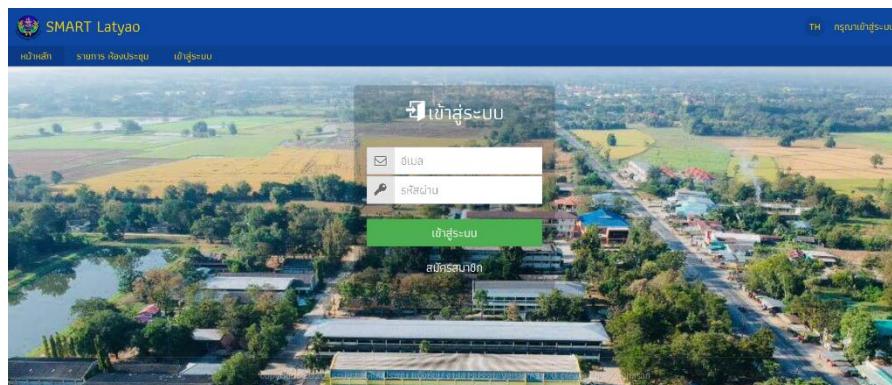 SMART Latyao
TH กรุณาเข้าสู่ระบบ
หน้าหลัก รายการ ห้องประชุม เข้าสู่ระบบ
เข้าสู่ระบบ
อีเมล
รหัสผ่าน
เข้าสู่ระบบ
สมัครสมาชิก